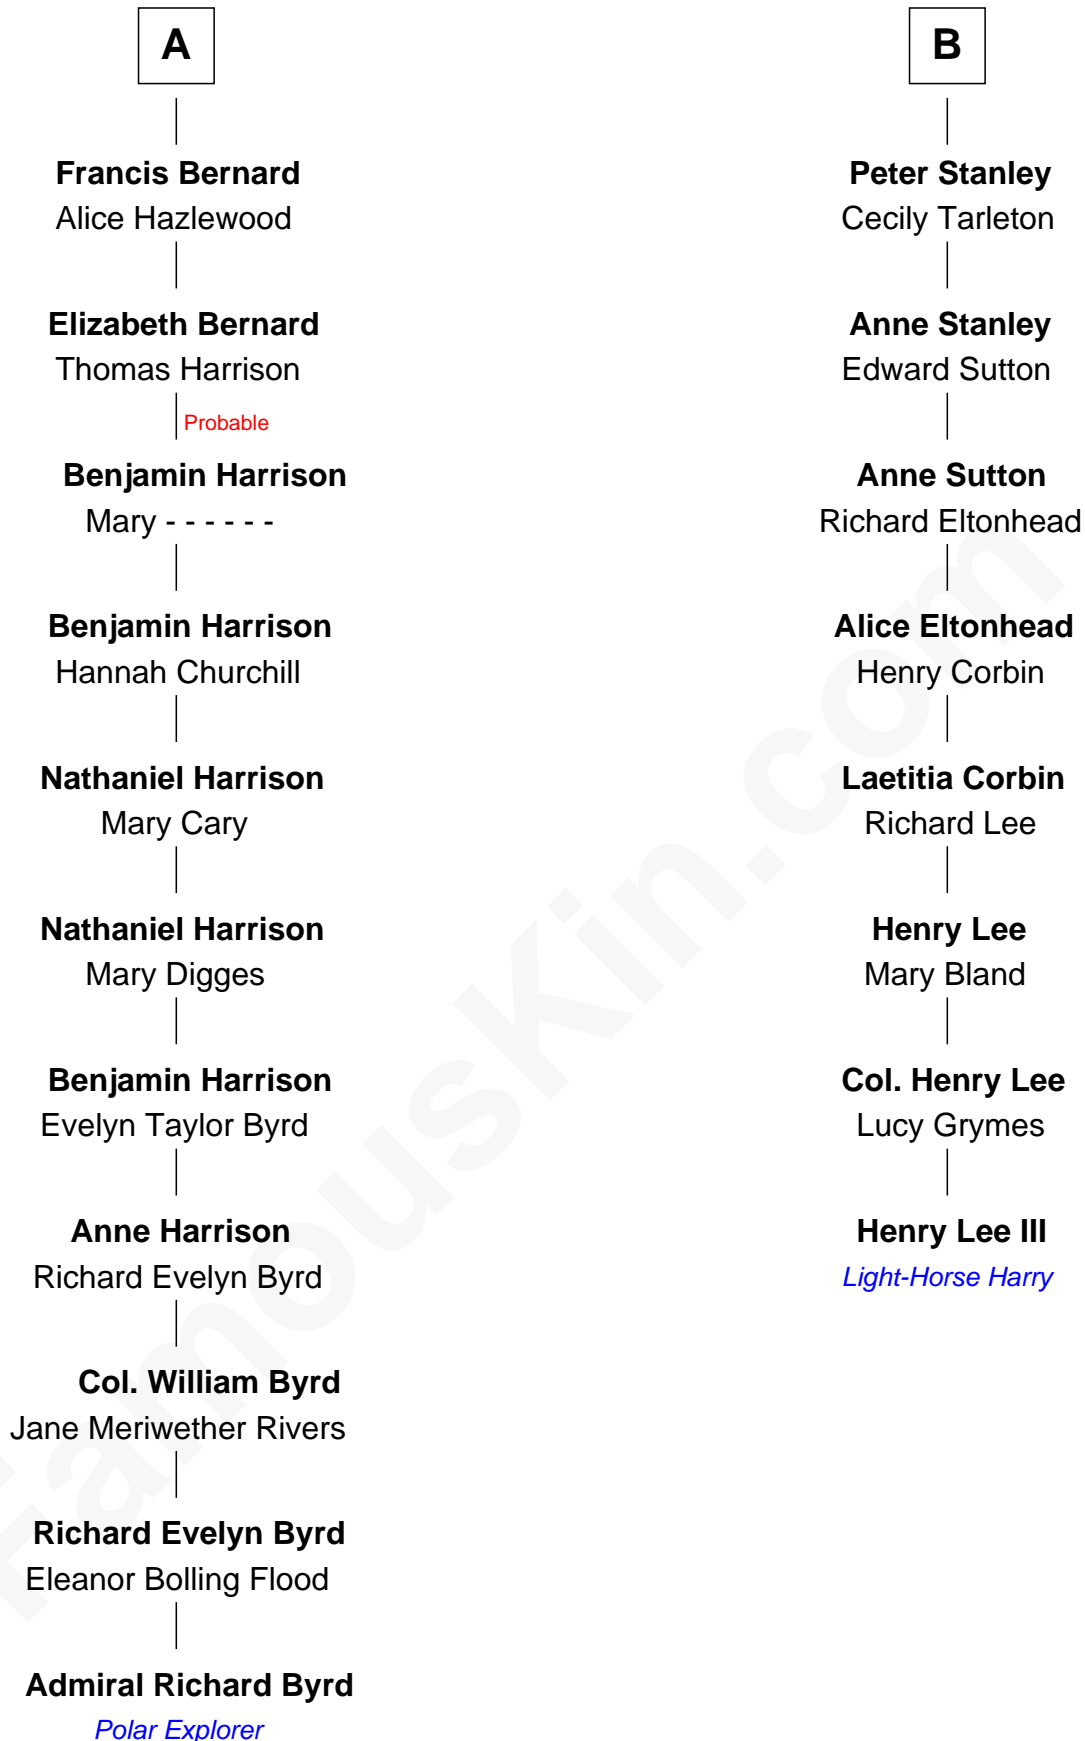 A
Francis Bernard
Alice Hazlewood
Elizabeth Bernard
Thomas Harrison
Probable
Benjamin Harrison
Mary - - - - - -
Benjamin Harrison
Hannah Churchill
Nathaniel Harrison
Mary Cary
Nathaniel Harrison
Mary Digges
Benjamin Harrison
Evelyn Taylor Byrd
Anne Harrison
Richard Evelyn Byrd
Col. William Byrd
Jane Meriwether Rivers
Richard Evelyn Byrd
Eleanor Bolling Flood
Admiral Richard Byrd
Polar Explorer
B
Peter Stanley
Cecily Tarleton
Anne Stanley
Edward Sutton
Anne Sutton
Richard Eltonhead
Alice Eltonhead
Henry Corbin
Laetitia Corbin
Richard Lee
Henry Lee
Mary Bland
Col. Henry Lee
Lucy Grymes
Henry Lee III
Light-Horse Harry
FamousKin.com